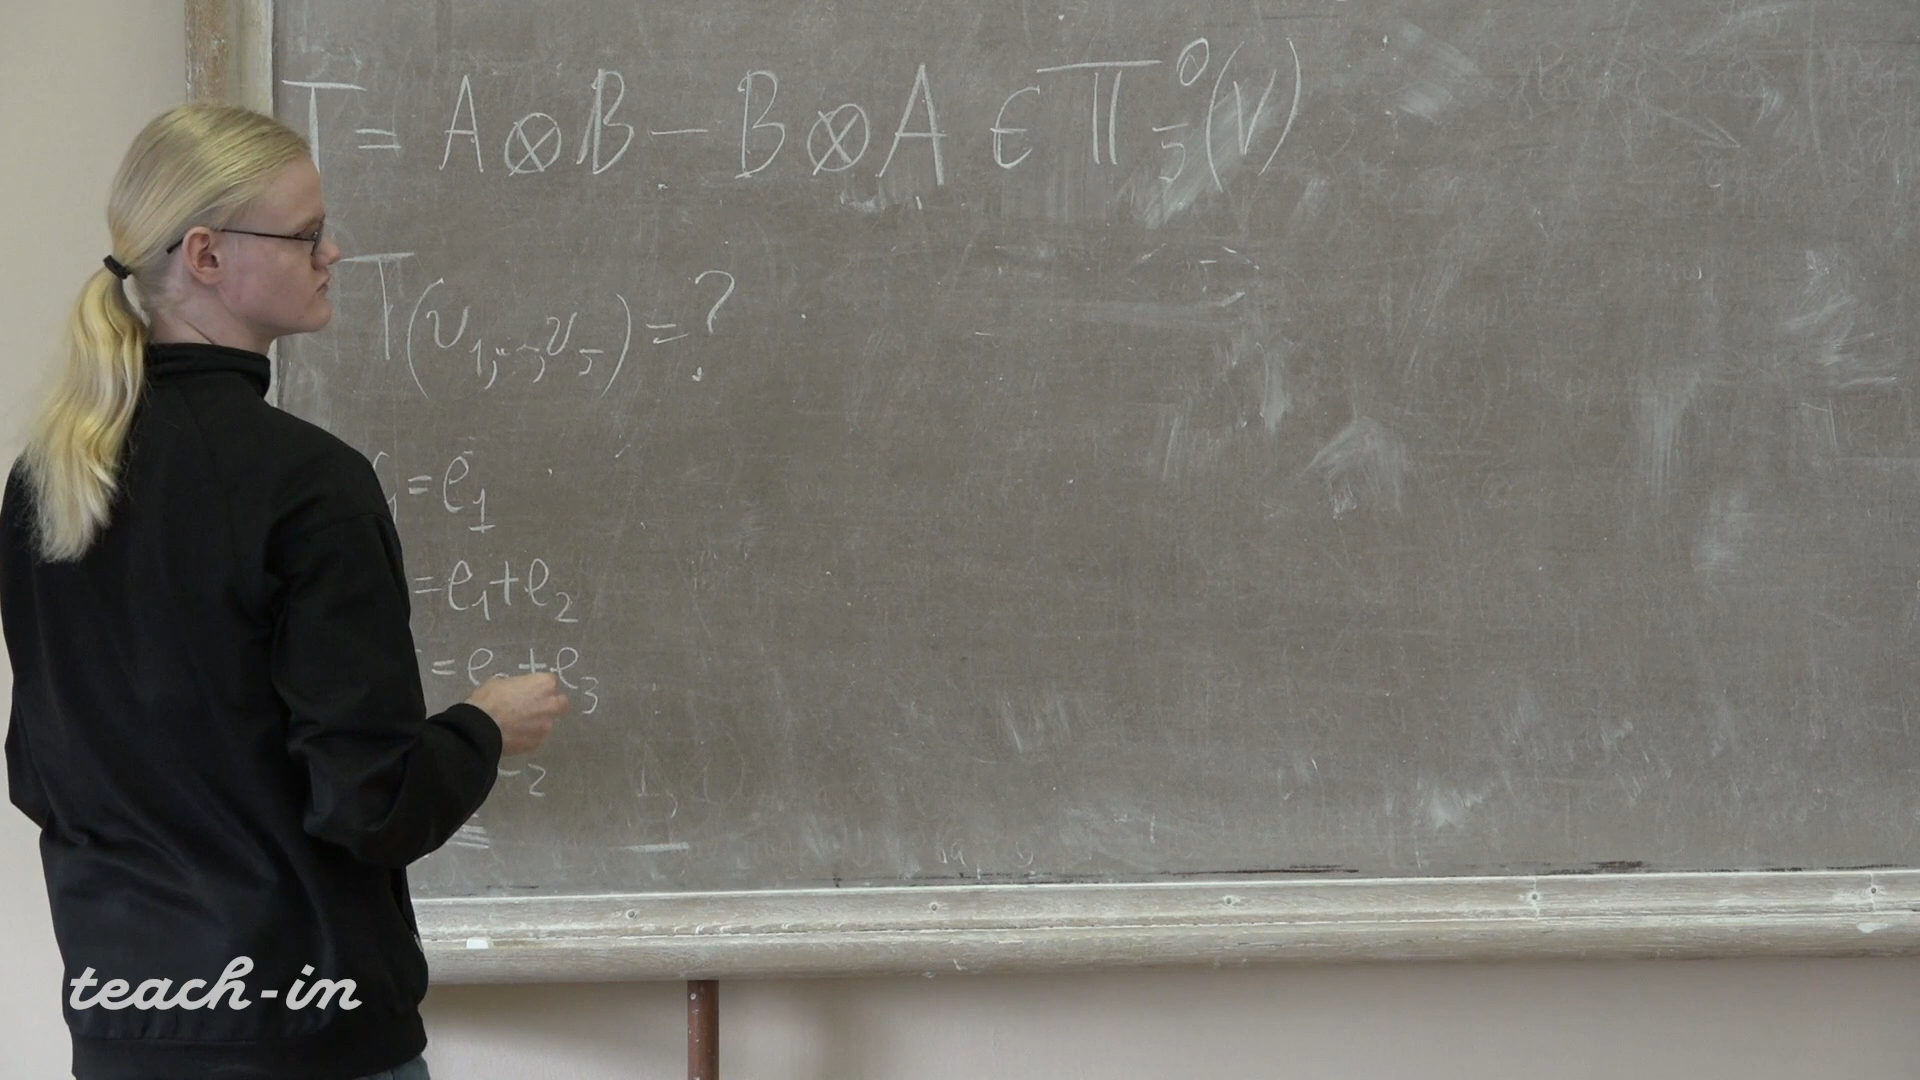 T = A ⊗ B - B ⊗ A ∈ 𝕋⁰₅(V)
T(v₁,..,v₅) = ?
= e₁
= e₁ + e₂
= e₂ + e₃
teach-in